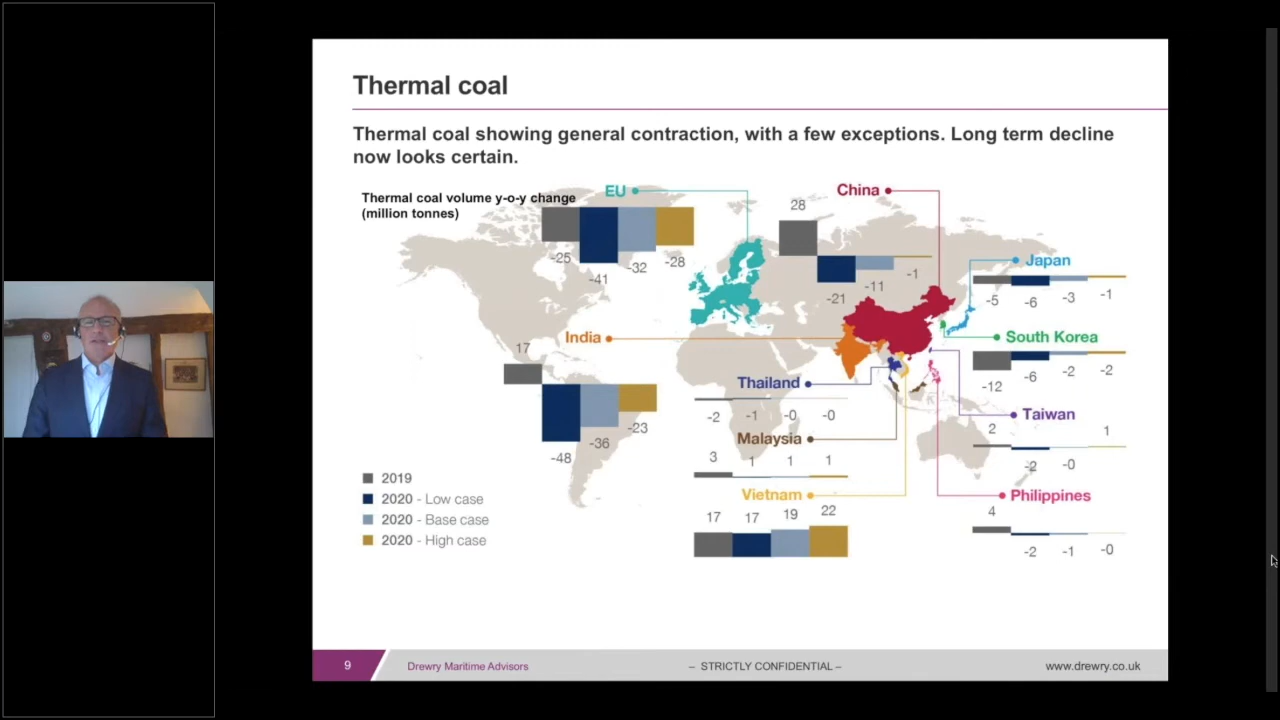 Thermal coal
Thermal coal showing general contraction, with a few exceptions. Long term decline
now looks certain.
Thermal coal volume y-o-y change
(million tonnes)
EU
-25
-41
-32
-28
China
28
-21
-11
-1
Japan
-5
-6
-3
-1
India
17
-48
-36
-23
South Korea
-12
-6
-2
-2
Thailand
-2
-1
-0
-0
Taiwan
2
-2
-0
1
Malaysia
3
1
1
1
Vietnam
17
17
19
22
Philippines
4
-2
-1
-0
2019
2020 - Low case
2020 - Base case
2020 - High case
9
Drewry Maritime Advisors
– STRICTLY CONFIDENTIAL –
www.drewry.co.uk